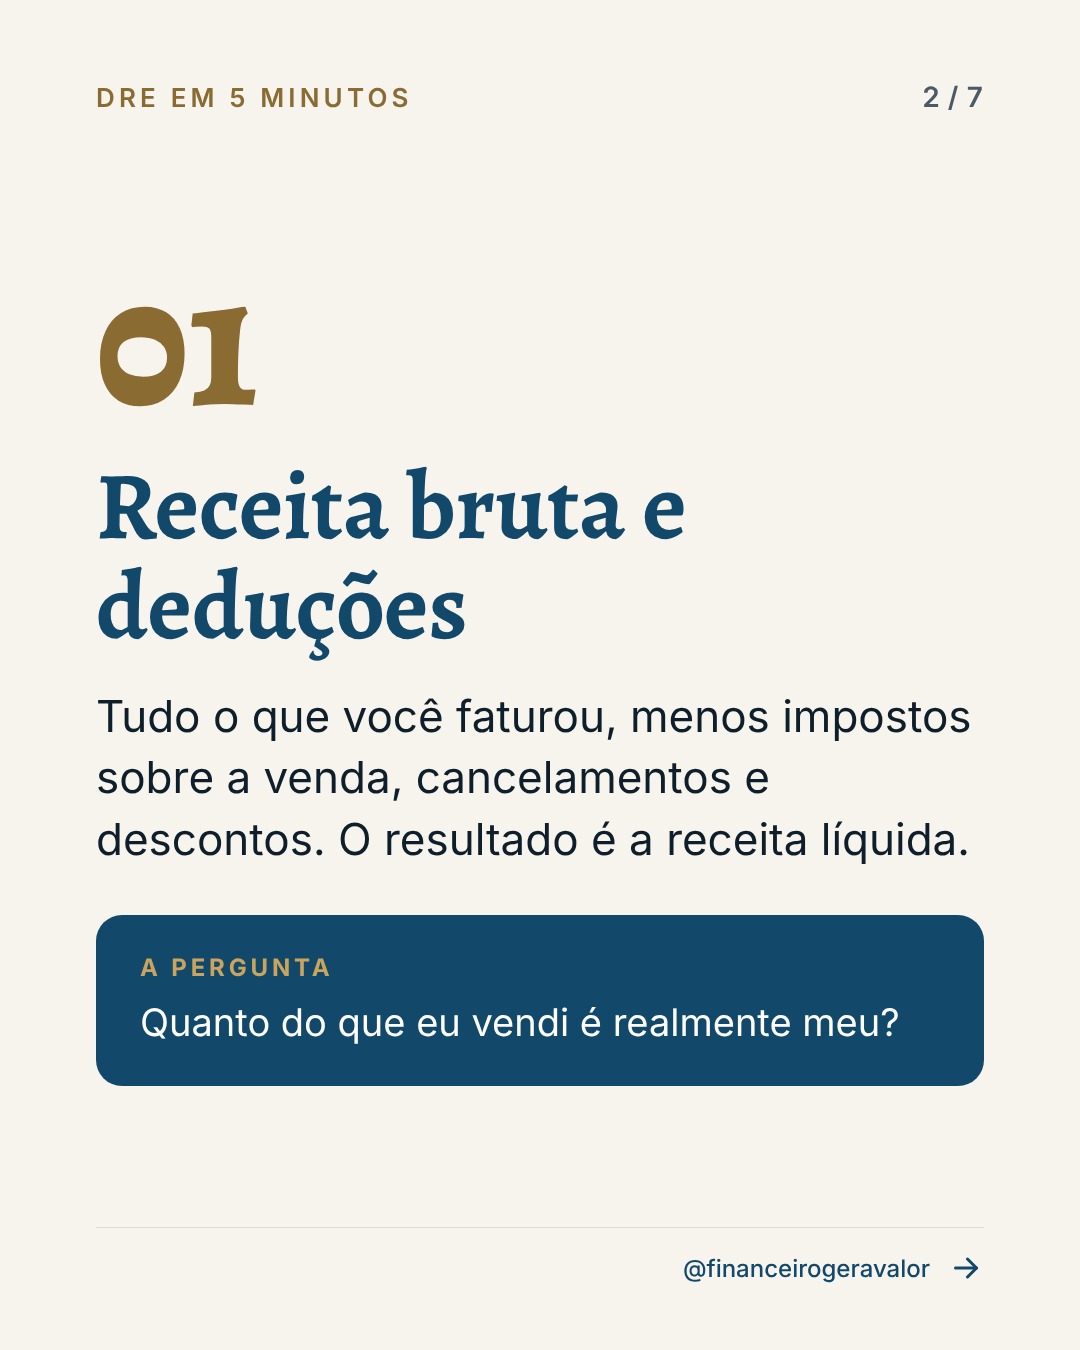 DRE EM 5 MINUTOS
2 / 7
01
Receita bruta e
deduções
Tudo o que você faturou, menos impostos
sobre a venda, cancelamentos e
descontos. O resultado é a receita líquida.
A PERGUNTA
Quanto do que eu vendi é realmente meu?
@financeirogeravalor →